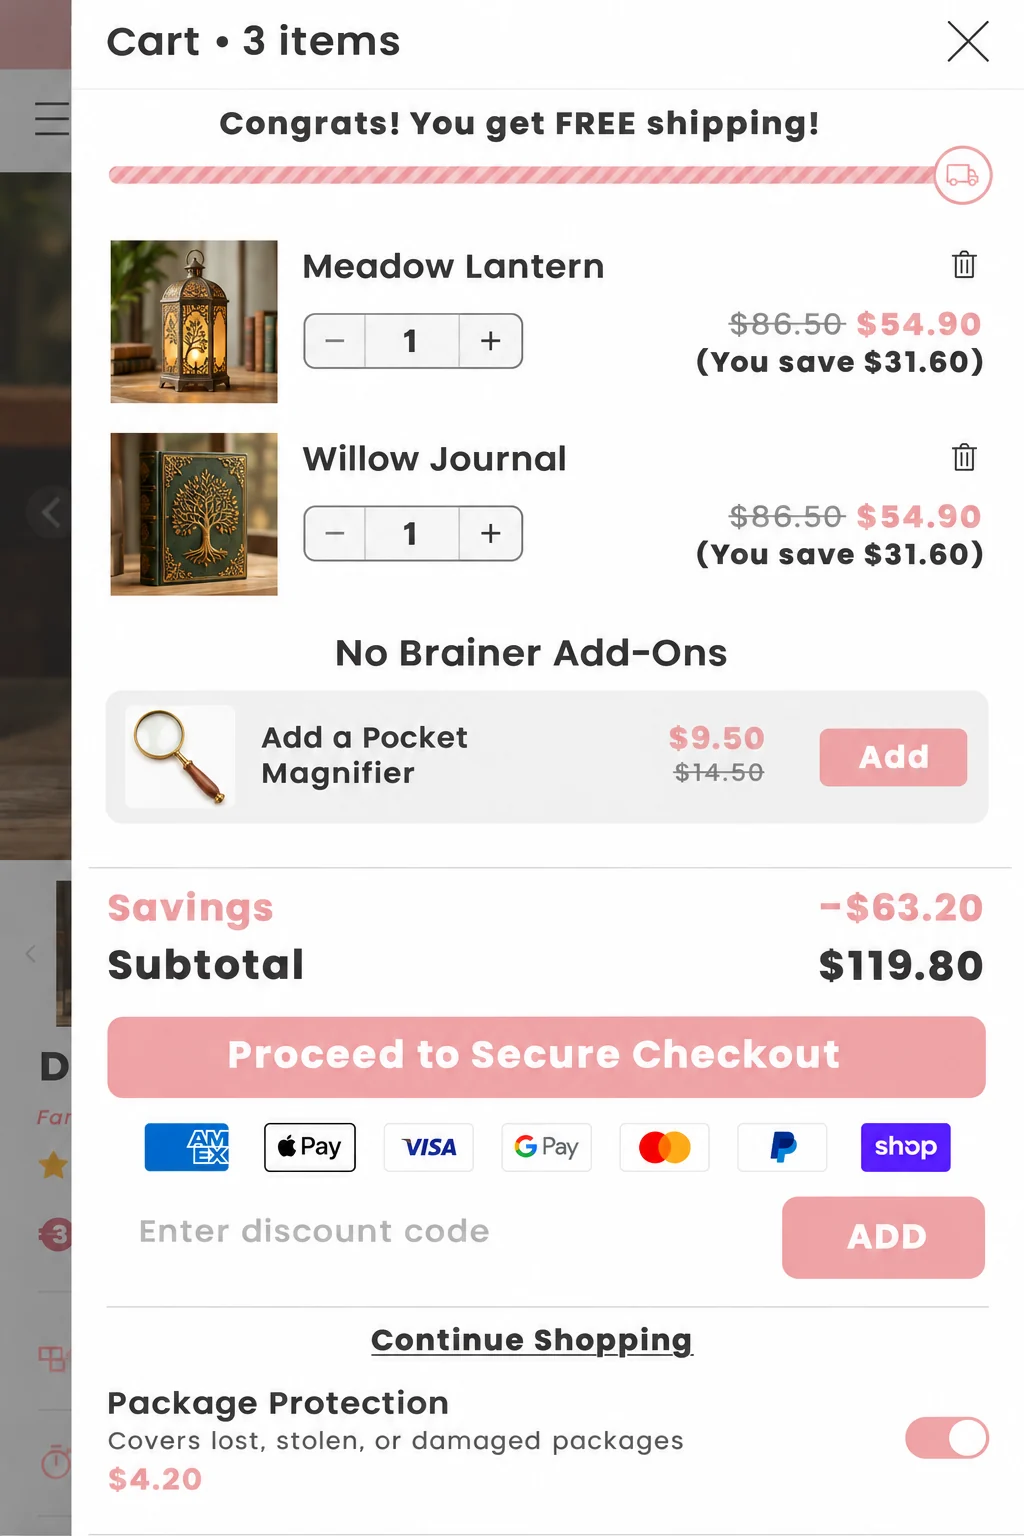 Cart • 3 items
Congrats! You get FREE shipping!
Meadow Lantern
− 1 +
$86.50 $54.90
(You save $31.60)
Willow Journal
− 1 +
$86.50 $54.90
(You save $31.60)
No Brainer Add-Ons
Add a Pocket
Magnifier
$9.50
$14.50
Add
Savings
-$63.20
Subtotal
$119.80
Proceed to Secure Checkout
AM
EX
Pay
VISA
G Pay
shop
Enter discount code
ADD
Continue Shopping
Package Protection
Covers lost, stolen, or damaged packages
$4.20
D
Far
3